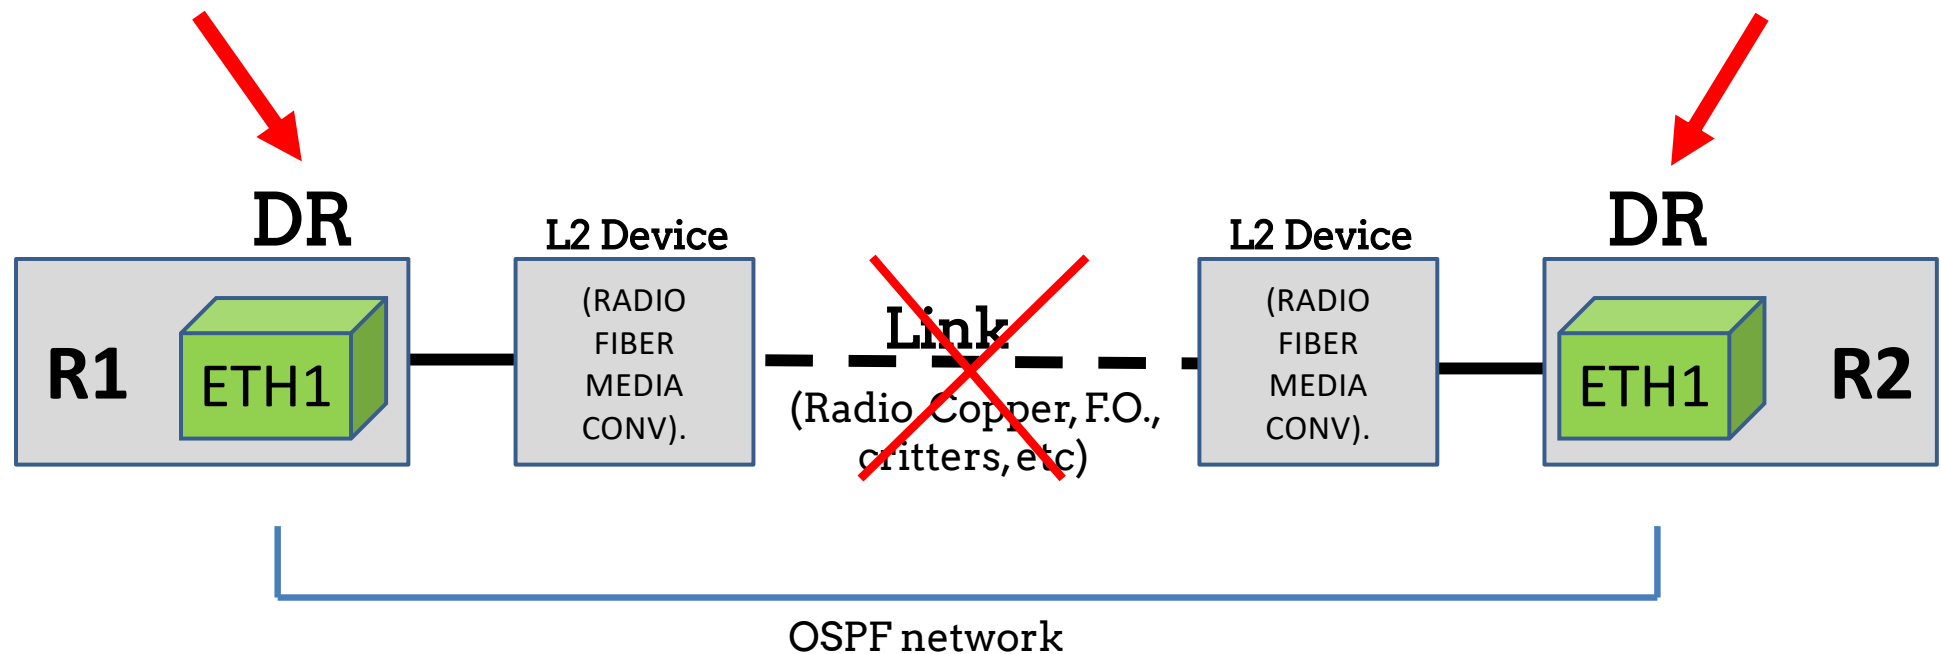 DR
DR
L2 Device
L2 Device
R1
ETH1
(RADIO
FIBER
MEDIA
CONV).
Link
(Radio, Copper, F.O.,
critters, etc)
(RADIO
FIBER
MEDIA
CONV).
ETH1
R2
OSPF network